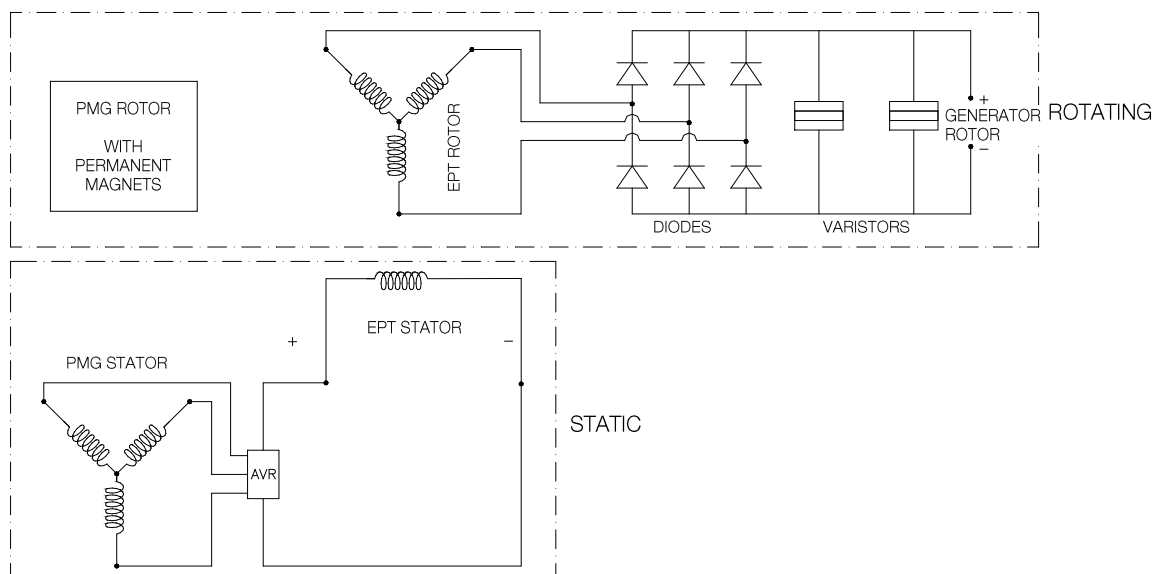 PMG ROTOR
WITH
PERMANENT
MAGNETS
EPT ROTOR
DIODES
VARISTORS
+
GENERATOR
ROTOR
−
ROTATING
EPT STATOR
+
−
PMG STATOR
AVR
STATIC